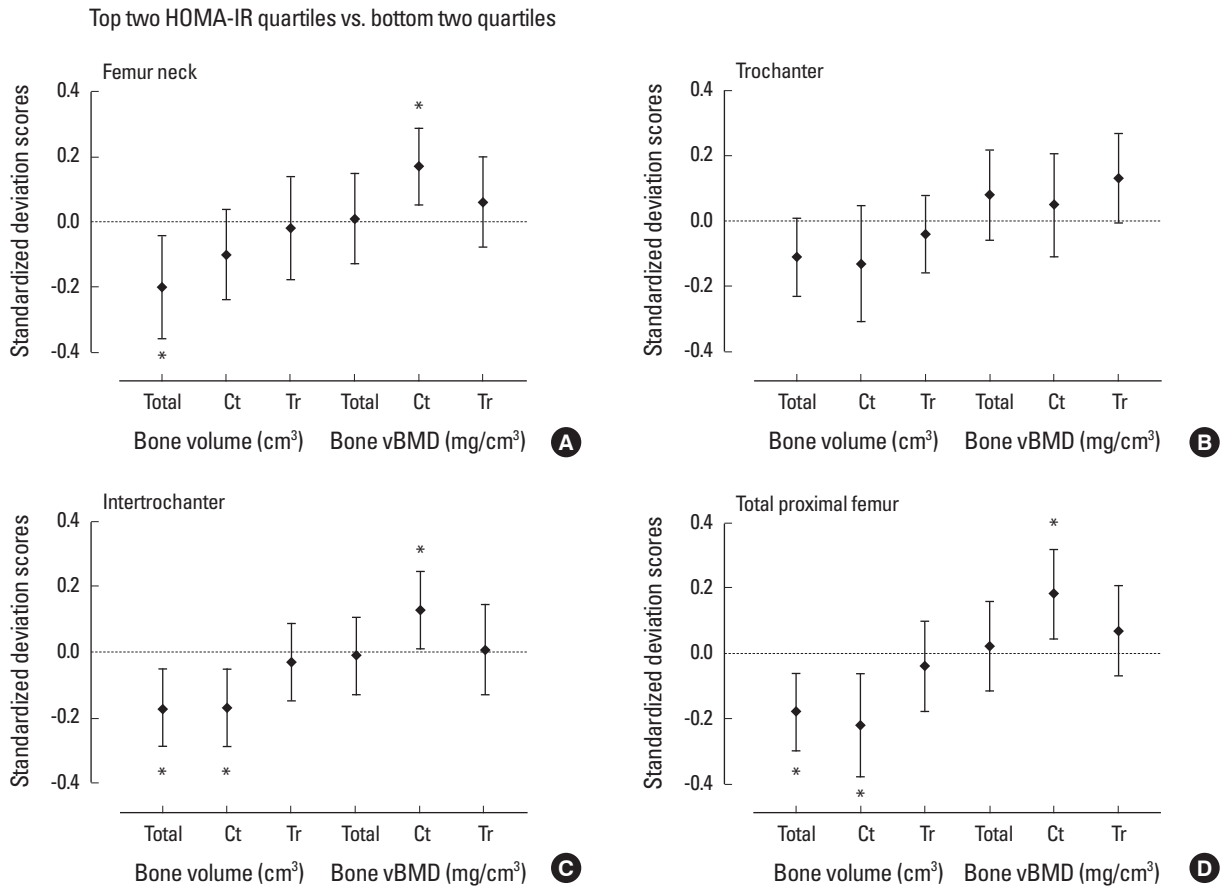 Top two HOMA-IR quartiles vs. bottom two quartiles
Femur neck
Standardized deviation scores
0.4
0.2
0.0
-0.2
-0.4
*
*
Total Ct Tr Total Ct Tr
Bone volume (cm³) Bone vBMD (mg/cm³)
A
Trochanter
Standardized deviation scores
0.4
0.2
0.0
-0.2
-0.4
Total Ct Tr Total Ct Tr
Bone volume (cm³) Bone vBMD (mg/cm³)
B
Intertrochanter
Standardized deviation scores
0.4
0.2
0.0
-0.2
-0.4
*
* *
Total Ct Tr Total Ct Tr
Bone volume (cm³) Bone vBMD (mg/cm³)
C
Total proximal femur
Standardized deviation scores
0.4
0.2
0.0
-0.2
-0.4
*
*
*
Total Ct Tr Total Ct Tr
Bone volume (cm³) Bone vBMD (mg/cm³)
D